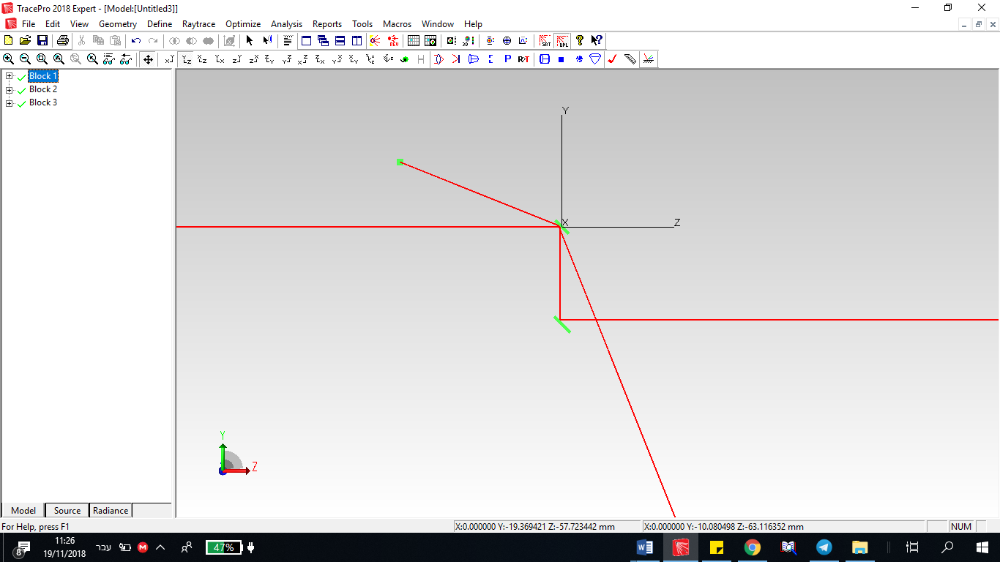 TracePro 2018 Expert - [Model:[Untitled3]]
File Edit View Geometry Define Raytrace Optimize Analysis Reports Tools Macros Window Help
Block 1
Block 2
Block 3
Y
X
Z
Y
Z
Model Source Radiance
For Help, press F1
X:0.000000 Y:-19.369421 Z:-57.723442 mm
X:0.000000 Y:-10.080498 Z:-63.116352 mm
NUM
8
11:26
19/11/2018
עבר
47%